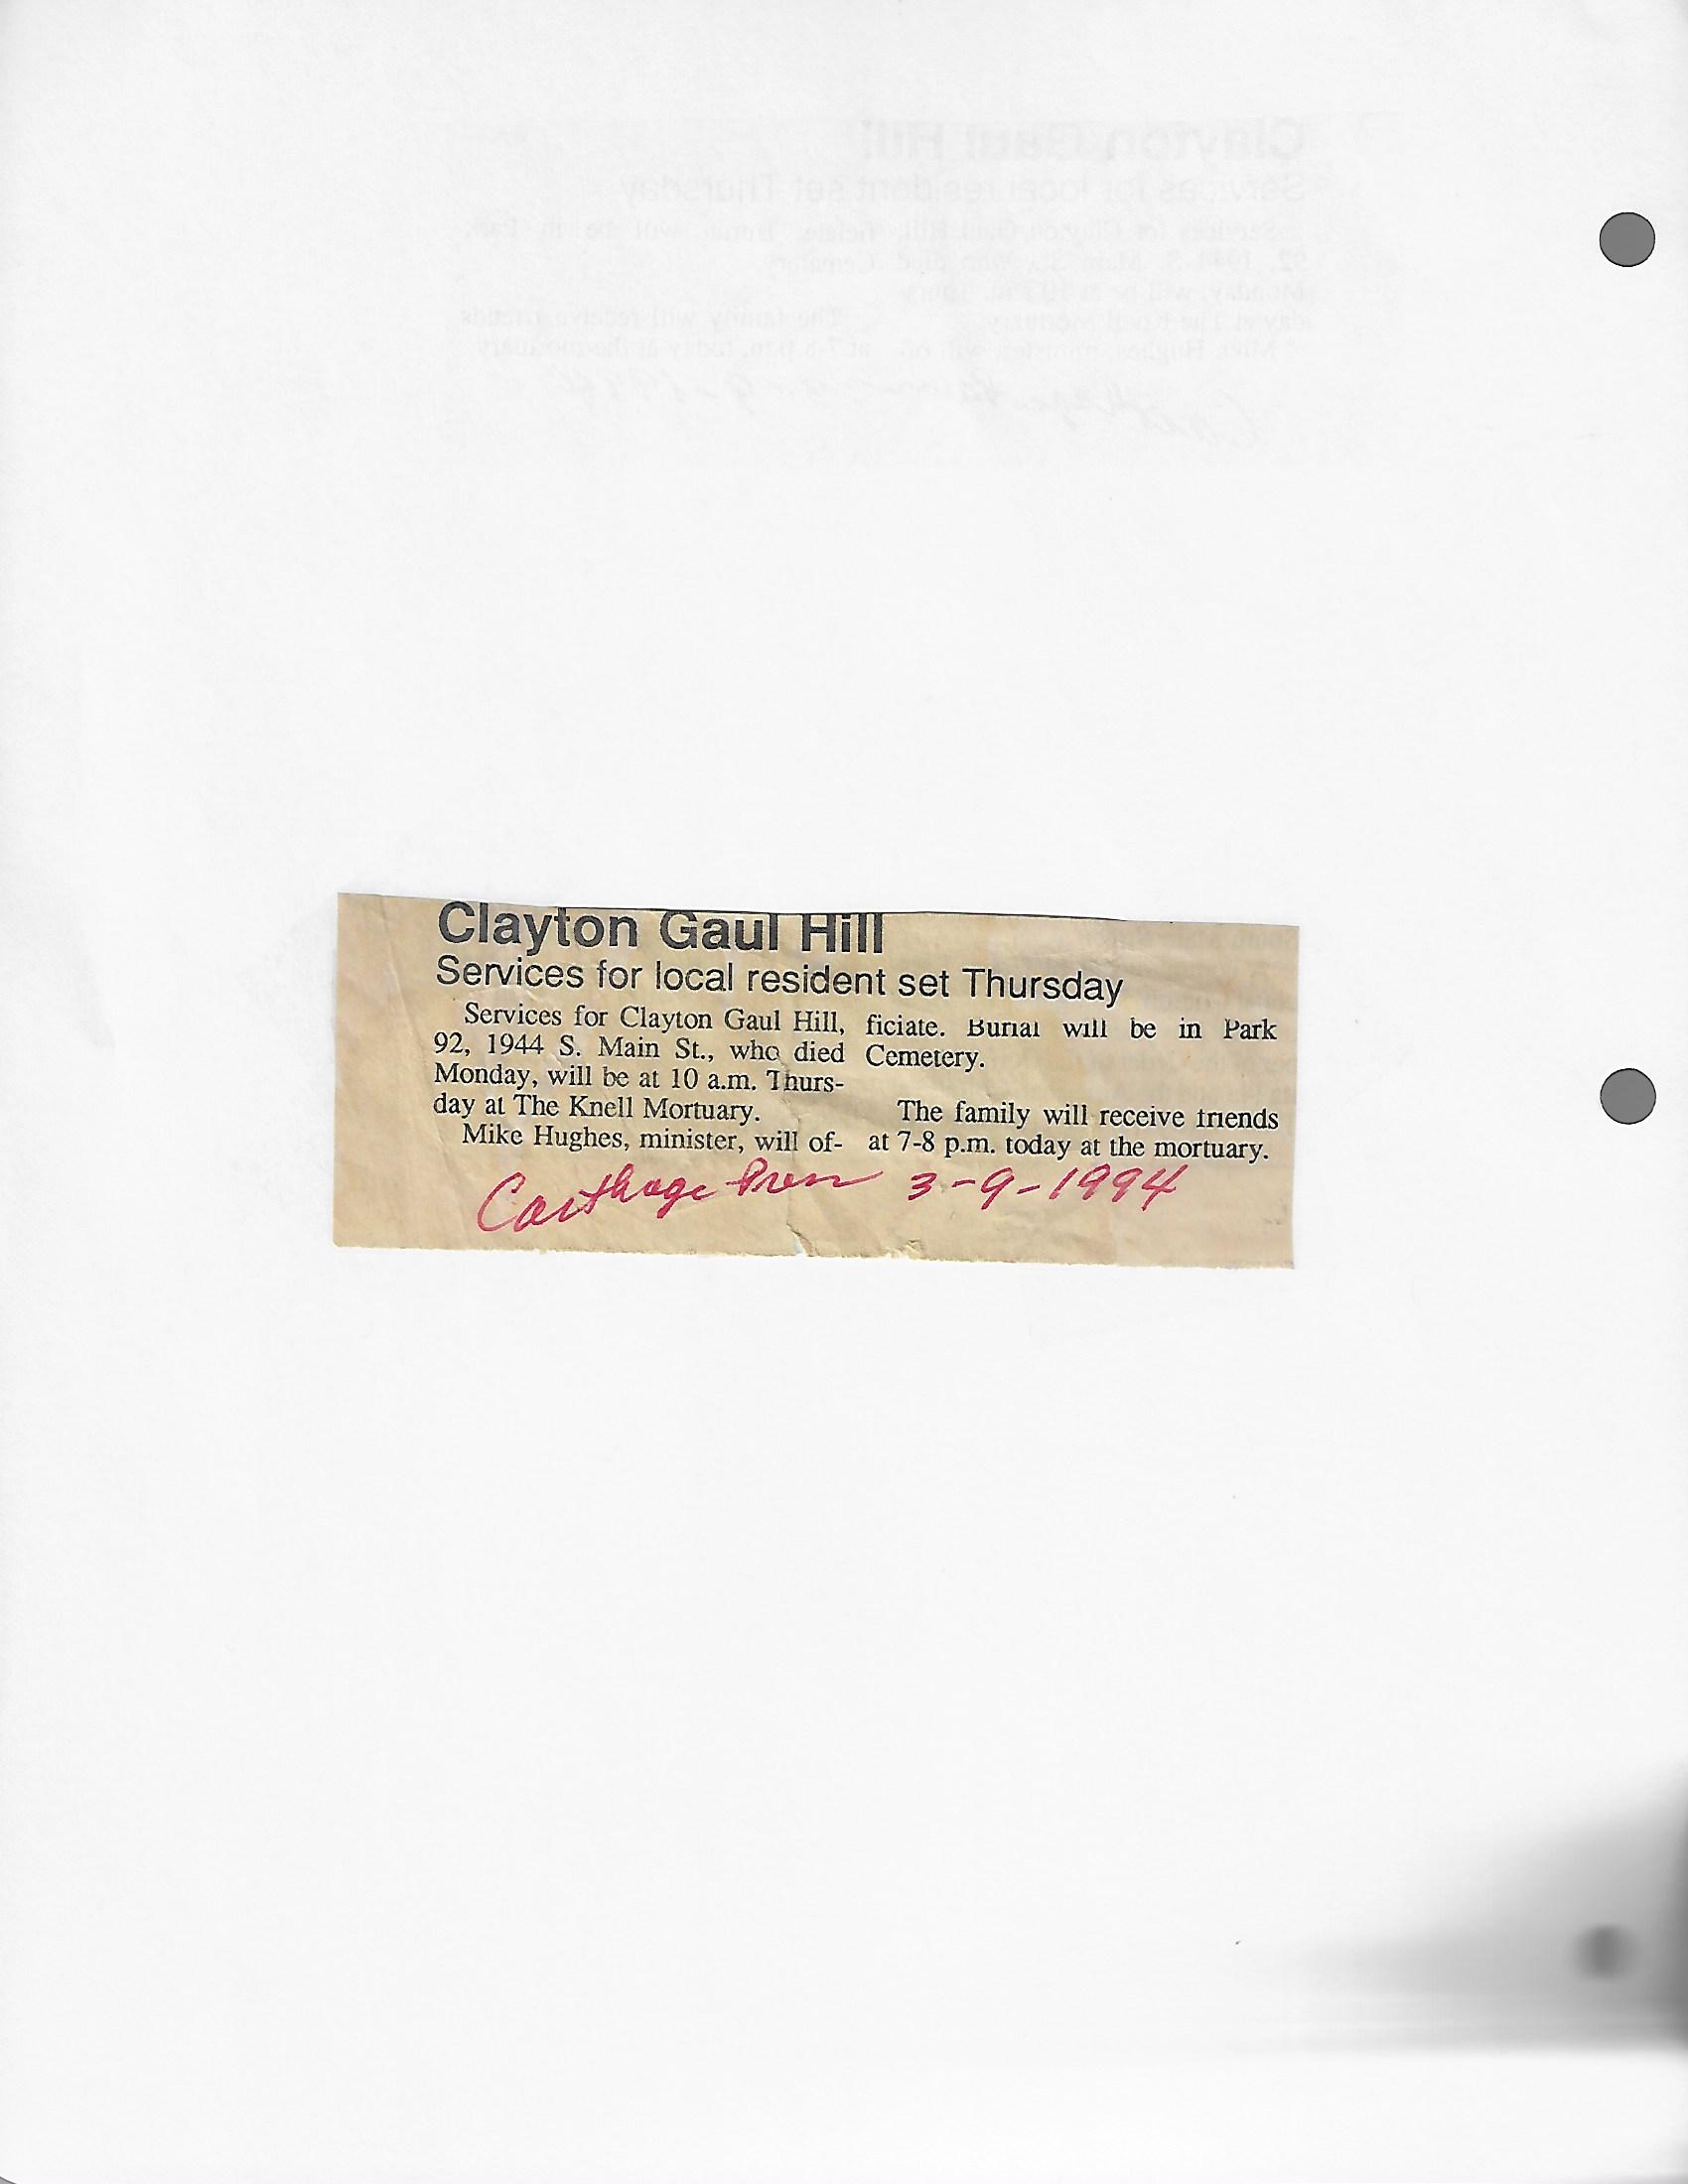 Clayton Gaul Hill
Services for local resident set Thursday
Services for Clayton Gaul Hill,
92, 1944 S. Main St., who died
Monday, will be at 10 a.m. Thurs-
day at The Knell Mortuary.
Mike Hughes, minister, will of-
ficiate. Burial will be in Park
Cemetery.
The family will receive friends
at 7-8 p.m. today at the mortuary.
Carthage Press 3-9-1994